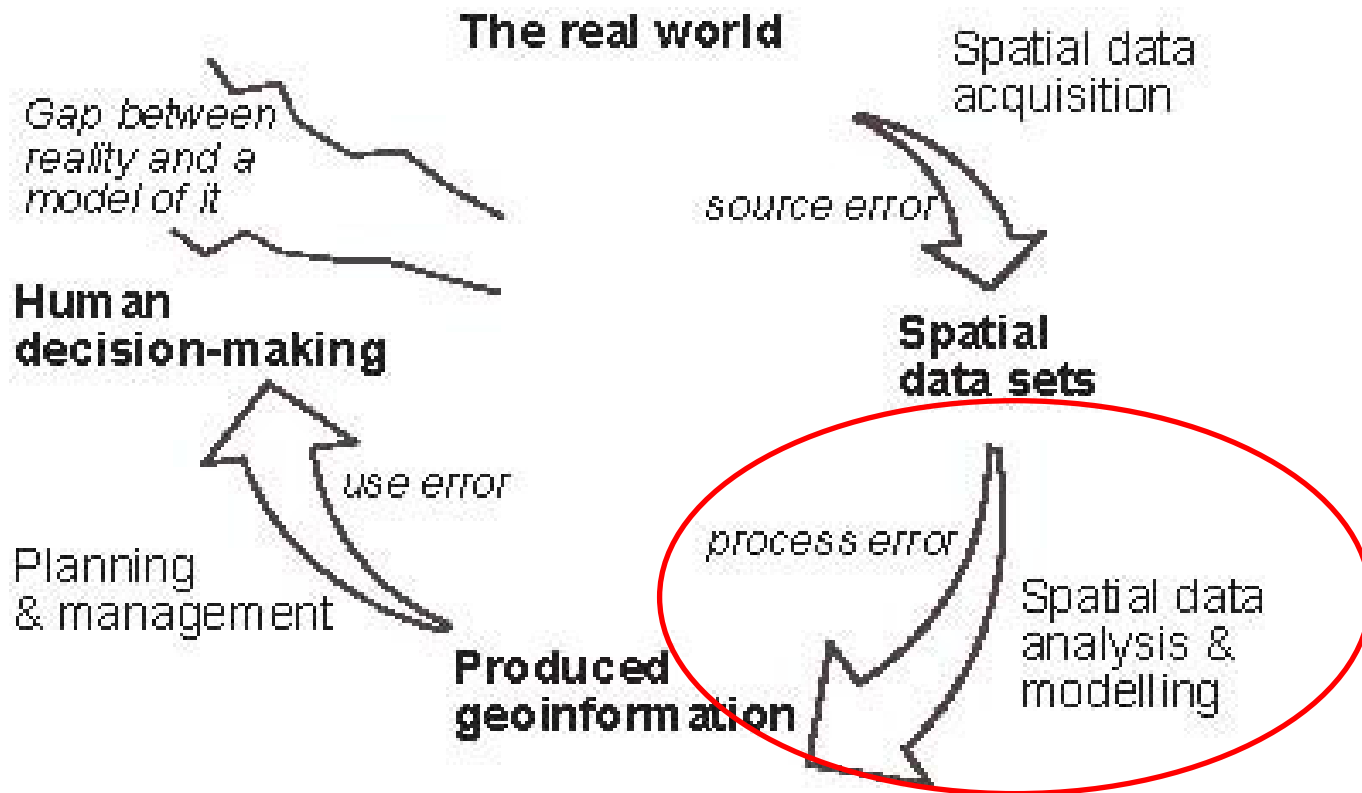 The real world
Spatial data
acquisition
Gap between
reality and a
model of it
source error
Human
decision-making
Spatial
data sets
use error
process error
Planning
& management
Spatial data
analysis &
modelling
Produced
geoinformation